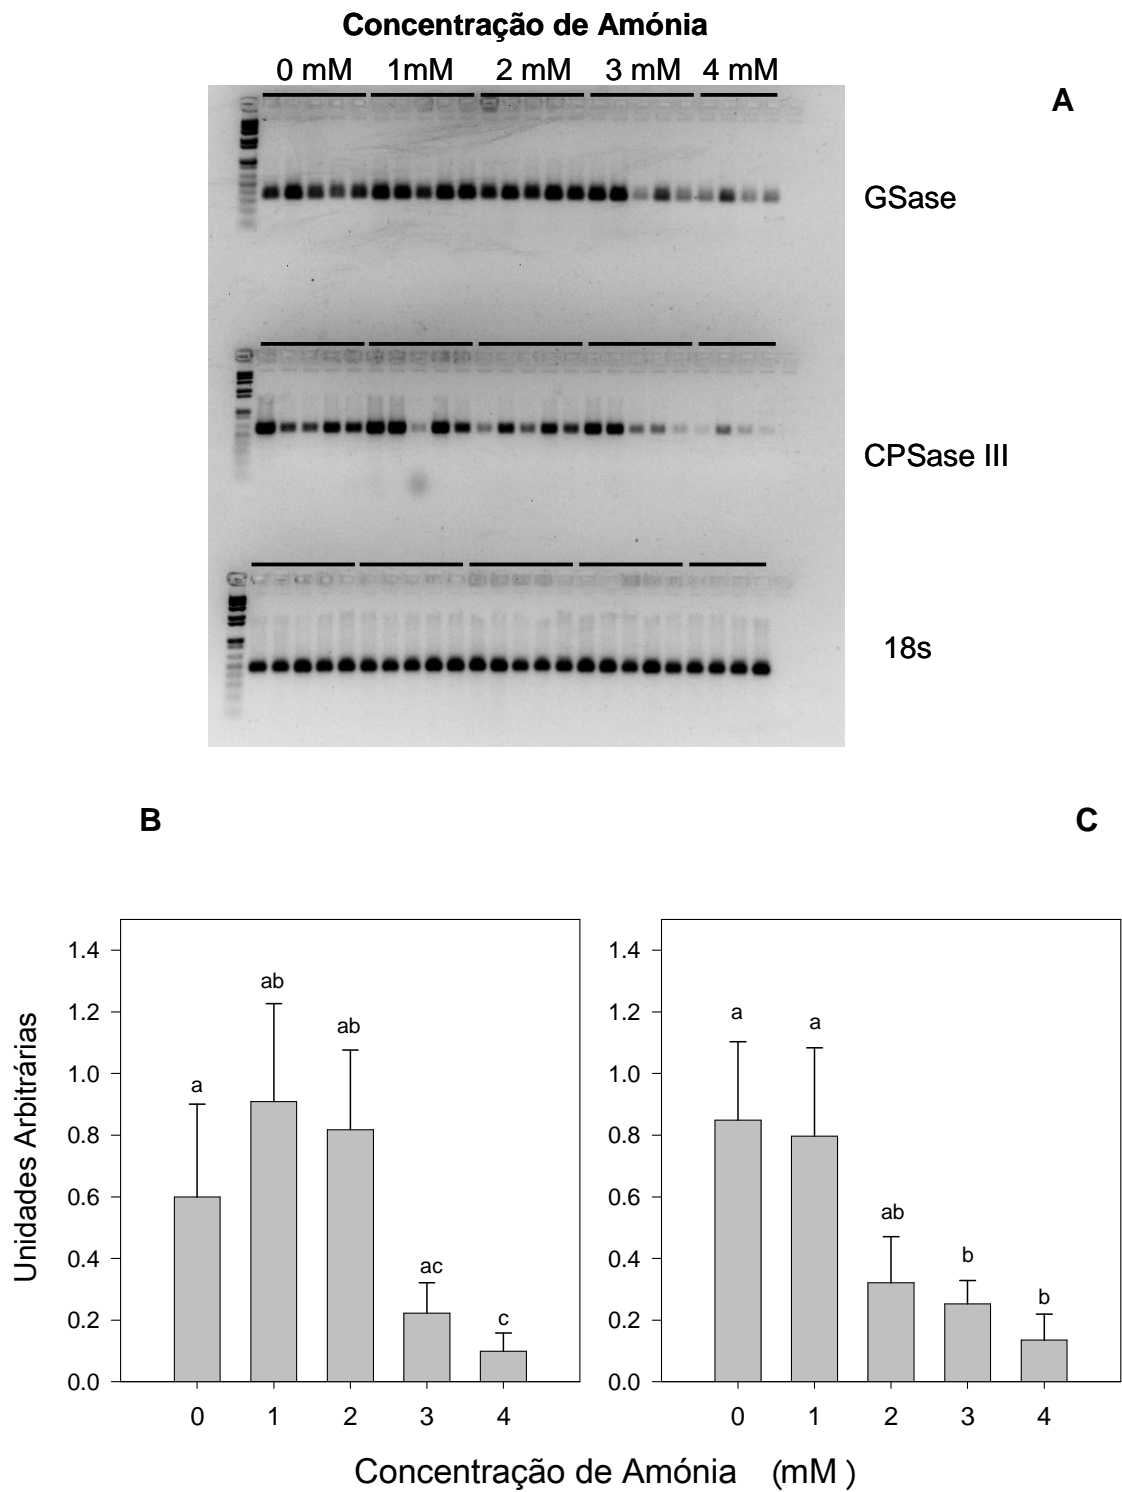 Concentração de Amónia
0 mM 1mM 2 mM 3 mM 4 mM
A
GSase
CPSase III
18s
B
C
Unidades Arbitrárias
1.4
1.2
1.0
0.8
0.6
0.4
0.2
0.0
a
ab
ab
ac
c
0 1 2 3 4
1.4
1.2
1.0
0.8
0.6
0.4
0.2
0.0
a
a
ab
b
b
0 1 2 3 4
Concentração de Amónia (mM )